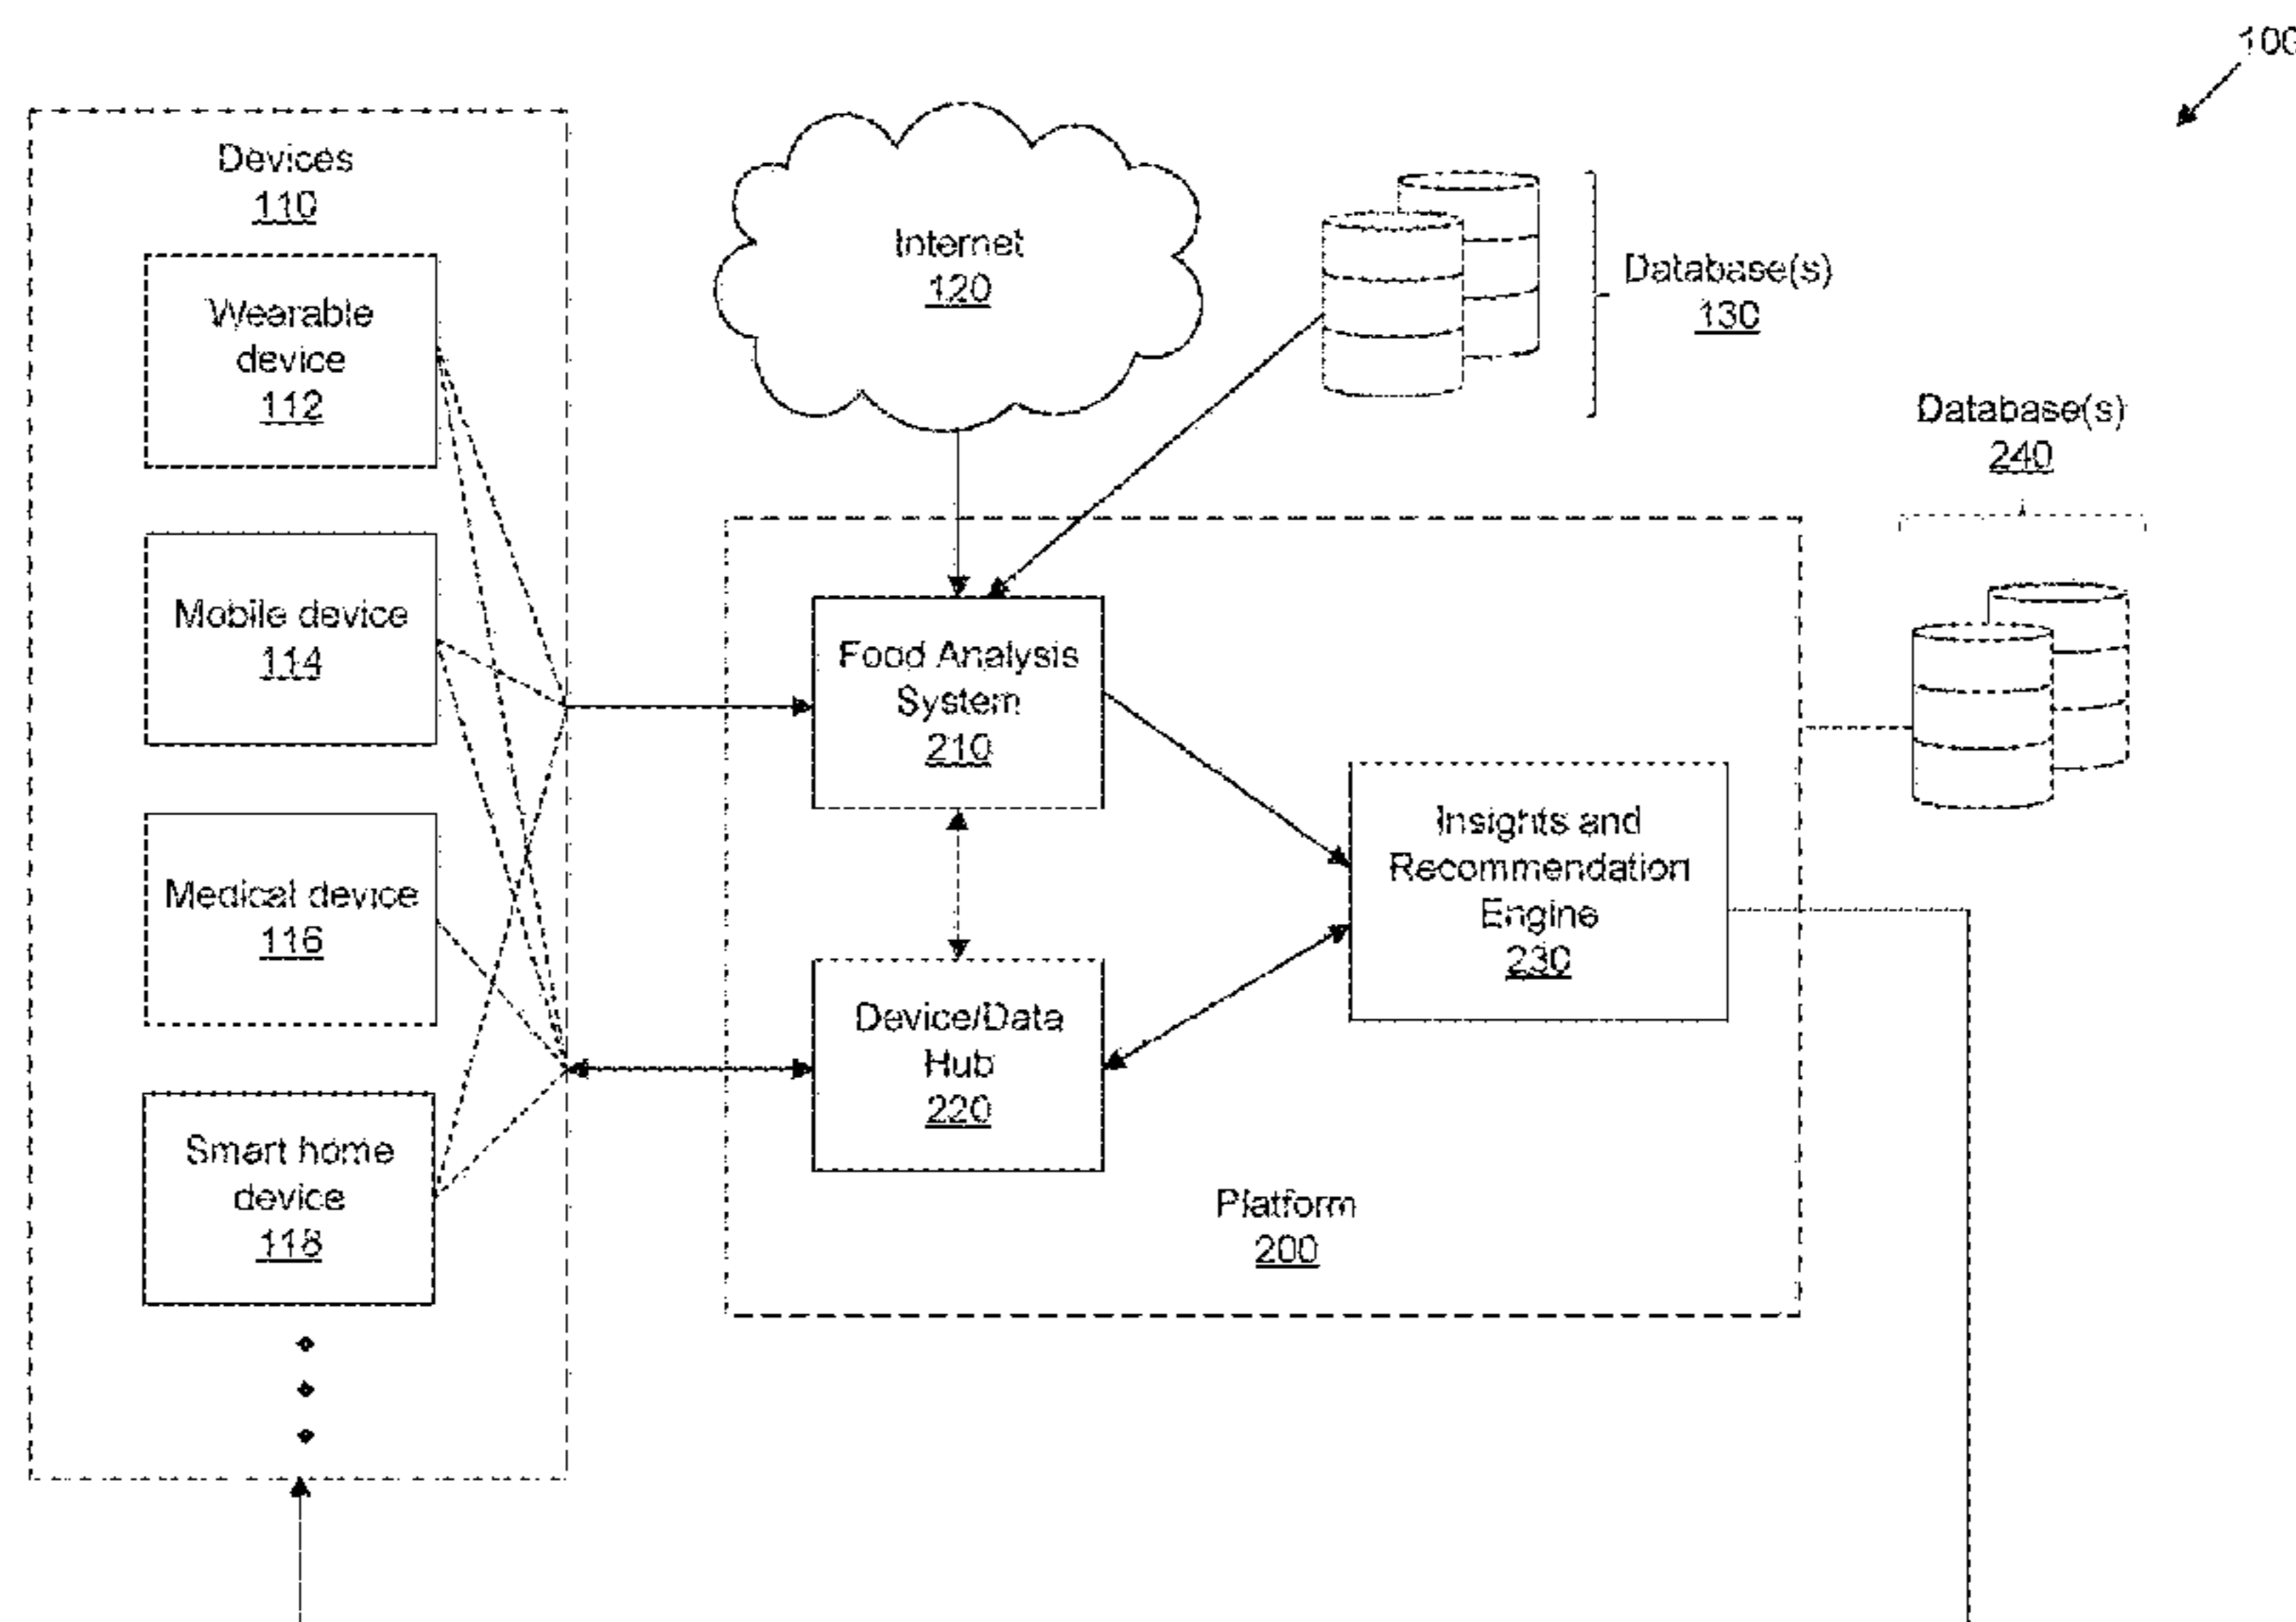 100
Devices
110
Wearable
device
112
Mobile device
114
Medical device
116
Smart home
device
118
Internet
120
Database(s)
130
Database(s)
240
Food Analysis
System
210
Device/Data
Hub
220
Insights and
Recommendation
Engine
230
Platform
200